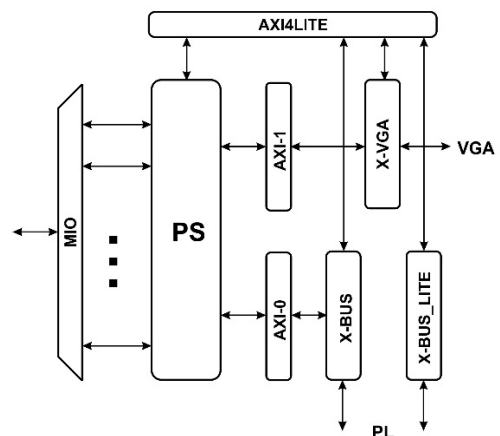 AXI4LITE
MIO
PS
AXI-1
X-VGA
VGA
AXI-0
X-BUS
X-BUS_LITE
PL